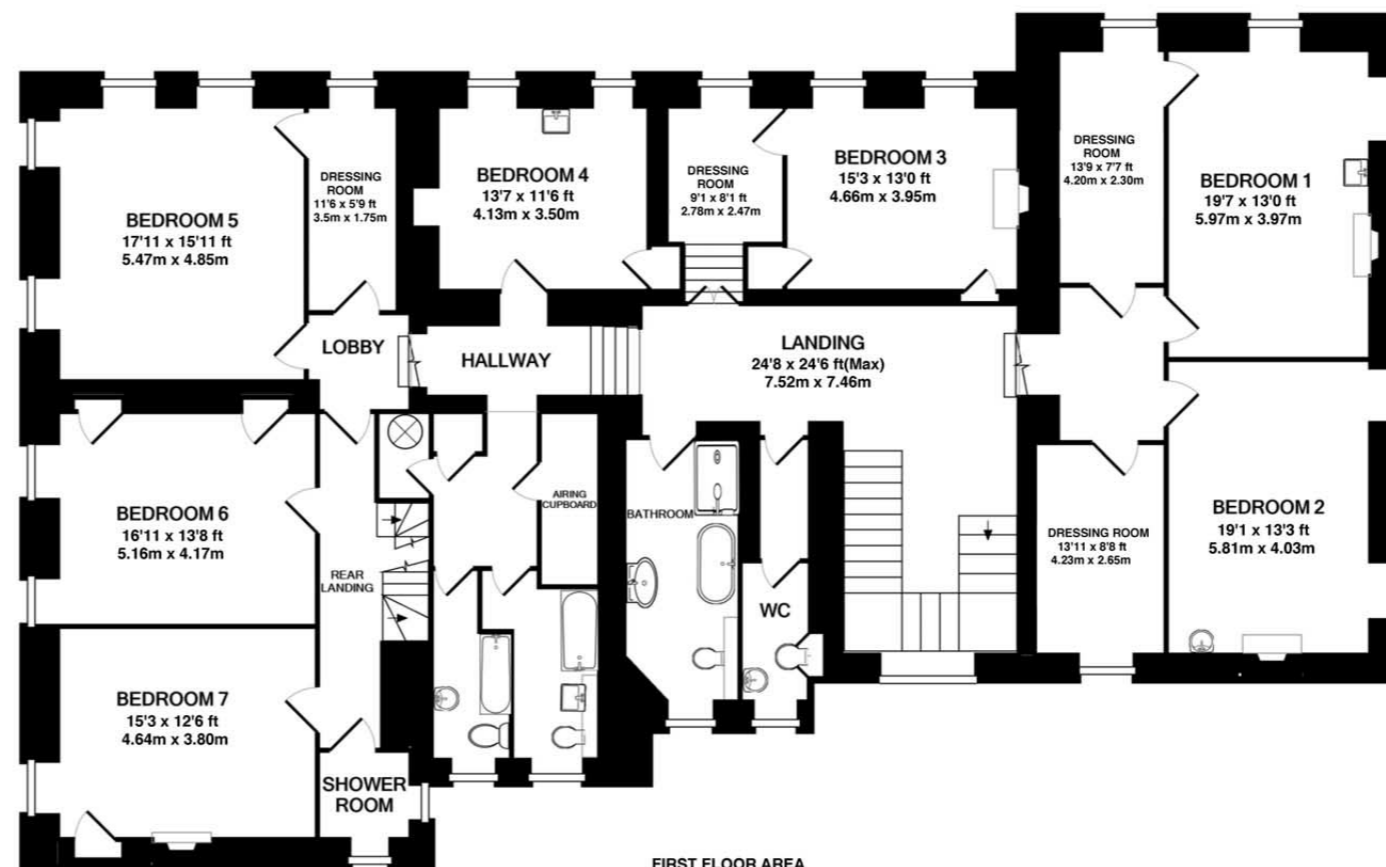 BEDROOM 5
17'11 x 15'11 ft
5.47m x 4.85m
DRESSING
ROOM
11'6 x 5'9 ft
3.5m x 1.75m
BEDROOM 4
13'7 x 11'6 ft
4.13m x 3.50m
DRESSING
ROOM
9'1 x 8'1 ft
2.78m x 2.47m
BEDROOM 3
15'3 x 13'0 ft
4.66m x 3.95m
DRESSING
ROOM
13'9 x 7'7 ft
4.20m x 2.30m
BEDROOM 1
19'7 x 13'0 ft
5.97m x 3.97m
LOBBY
HALLWAY
LANDING
24'8 x 24'6 ft(Max)
7.52m x 7.46m
BEDROOM 6
16'11 x 13'8 ft
5.16m x 4.17m
REAR
LANDING
AIRING
CUPBOARD
BATHROOM
WC
DRESSING ROOM
13'11 x 8'8 ft
4.23m x 2.65m
BEDROOM 2
19'1 x 13'3 ft
5.81m x 4.03m
BEDROOM 7
15'3 x 12'6 ft
4.64m x 3.80m
SHOWER
ROOM
FIRST FLOOR AREA